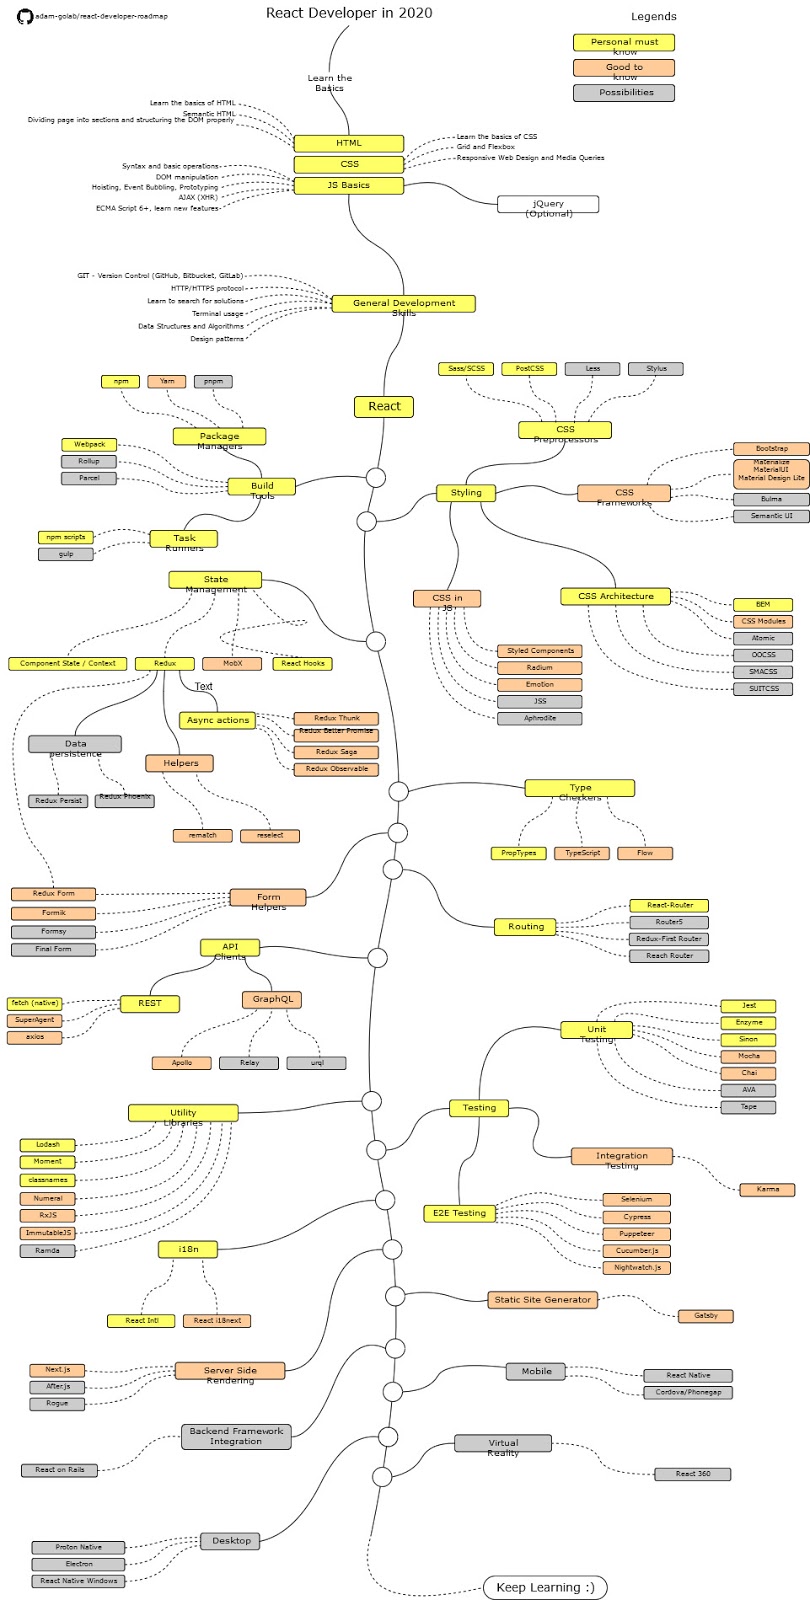 adam-golab/react-developer-roadmap
React Developer in 2020
Legends
Personal must
know
Good to
know
Possibilities
Learn the
Basics
Learn the basics of HTML
Semantic HTML
Dividing page into sections and structuring the DOM properly
HTML
CSS
Learn the basics of CSS
Grid and Flexbox
Responsive Web Design and Media Queries
JS Basics
Syntax and basic operations
DOM manipulation
Hoisting, Event Bubbling, Prototyping
AJAX (XHR)
ECMA Script 6+, learn new features
jQuery
(Optional)
GIT - Version Control (GitHub, Bitbucket, GitLab)
HTTP/HTTPS protocol
Learn to search for solutions
Terminal usage
Data Structures and Algorithms
Design patterns
General Development
Skills
React
npm
Yarn
pnpm
Package
Managers
Webpack
Rollup
Parcel
Build
Tools
Task
Runners
npm scripts
gulp
Sass/SCSS
PostCSS
Less
Stylus
CSS
Preprocessors
Styling
CSS
Frameworks
Bootstrap
Materialize
MaterialUI
Material Design Lite
Bulma
Semantic UI
CSS in
JS
Styled Components
Radium
Emotion
JSS
Aphrodite
CSS Architecture
BEM
CSS Modules
Atomic
OOCSS
SMACSS
SUITCSS
State
Management
Component State / Context
Redux
MobX
React Hooks
Text
Async actions
Redux Thunk
Redux Better Promise
Redux Saga
Redux Observable
Data
persistence
Redux Persist
Redux Phoenix
Helpers
rematch
reselect
Type
Checkers
PropTypes
TypeScript
Flow
Form
Helpers
Redux Form
Formik
Formsy
Final Form
Routing
React-Router
Router5
Redux-First Router
Reach Router
API
Clients
REST
fetch (native)
SuperAgent
axios
GraphQL
Apollo
Relay
urql
Unit
Testing
Jest
Enzyme
Sinon
Mocha
Chai
AVA
Tape
Utility
Libraries
Lodash
Moment
classnames
Numeral
RxJS
ImmutableJS
Ramda
Testing
Integration
Testing
Karma
E2E Testing
Selenium
Cypress
Puppeteer
Cucumber.js
Nightwatch.js
i18n
React Intl
React i18next
Static Site Generator
Gatsby
Server Side
Rendering
Next.js
After.js
Rogue
Mobile
React Native
Cordova/Phonegap
Backend Framework
Integration
React on Rails
Virtual
Reality
React 360
Desktop
Proton Native
Electron
React Native Windows
Keep Learning :)